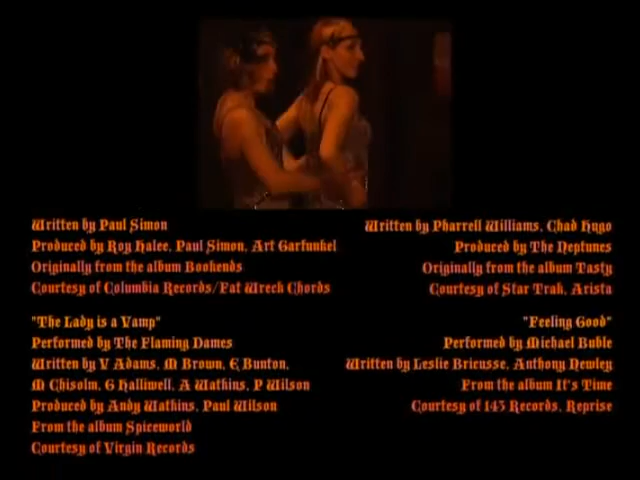 Written by Paul Simon
Produced by Roy Halee, Paul Simon, Art Garfunkel
Originally from the album Bookends
Courtesy of Columbia Records/Fat Wreck Chords
"The Lady is a Vamp"
Performed by The Flaming Dames
Written by V Adams, M Brown, E Bunton,
M Chisolm, G Halliwell, A Watkins, P Wilson
Produced by Andy Watkins, Paul Wilson
From the album Spiceworld
Courtesy of Virgin Records
Written by Pharrell Williams, Chad Hugo
Produced by The Neptunes
Originally from the album Tasty
Courtesy of Star Trak, Arista
"Feeling Good"
Performed by Michael Buble
Written by Leslie Bricusse, Anthony Newley
From the album It's Time
Courtesy of 143 Records, Reprise